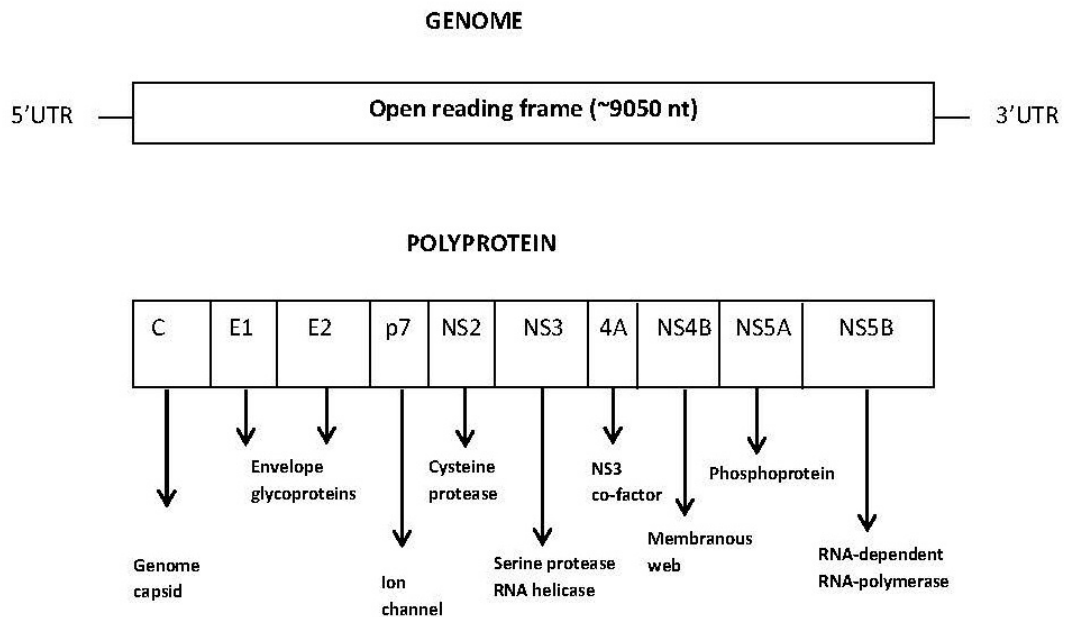 GENOME
5'UTR
Open reading frame (~9050 nt)
3'UTR
POLYPROTEIN
C
E1
E2
p7
NS2
NS3
4A
NS4B
NS5A
NS5B
Envelope
glycoproteins
Cysteine
protease
NS3
co-factor
Phosphoprotein
Genome
capsid
Ion
channel
Serine protease
RNA helicase
Membranous
web
RNA-dependent
RNA-polymerase